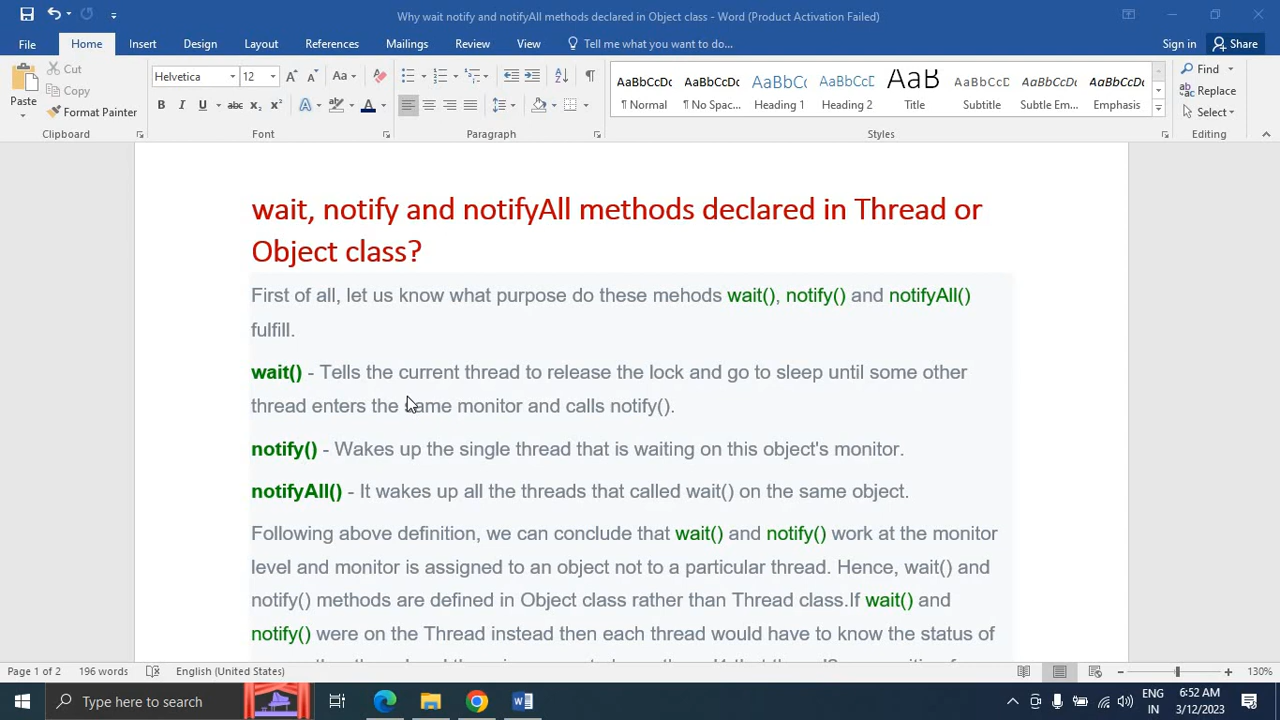 Why wait notify and notifyAll methods declared in Object class - Word (Product Activation Failed)
File Home Insert Design Layout References Mailings Review View Tell me what you want to do... Sign in Share
Paste Cut Copy Format Painter
Helvetica 12 Aa
B I U abc x₂ x² A A
AaBbCcDc AaBbCcDc AaBbCc AaBbCcC AaB AaBbCcD AaBbCcDc AaBbCcDc
¶ Normal ¶ No Spac... Heading Heading 2 Title Subtitle Subtle Em... Emphasis
Find Replace Select
Clipboard Font Paragraph Styles Editing
wait, notify and notifyAll methods declared in Thread or
Object class?
First of all, let us know what purpose do these mehods wait(), notify() and notifyAll()
fulfill.
wait() - Tells the current thread to release the lock and go to sleep until some other
thread enters the same monitor and calls notify().
notify() - Wakes up the single thread that is waiting on this object's monitor.
notifyAll() - It wakes up all the threads that called wait() on the same object.
Following above definition, we can conclude that wait() and notify() work at the monitor
level and monitor is assigned to an object not to a particular thread. Hence, wait() and
notify() methods are defined in Object class rather than Thread class.If wait() and
notify() were on the Thread instead then each thread would have to know the status of
Page 1 of 2 196 words English (United States) 130%
Type here to search ENG IN 6:52 AM 3/12/2023